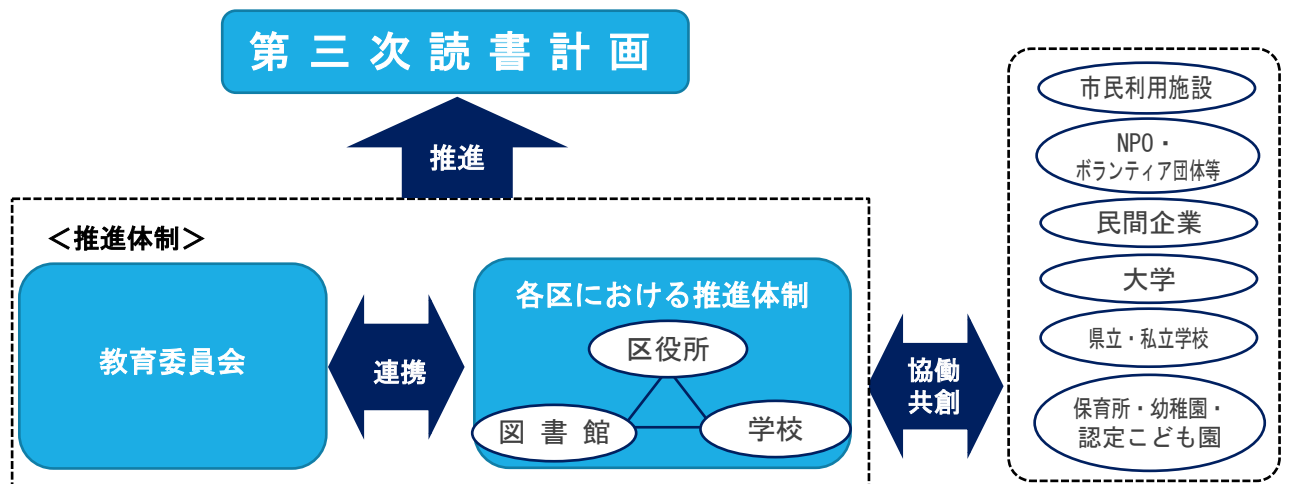 第三次読書計画
推進
＜推進体制＞
教育委員会
連携
各区における推進体制
区役所
図書館
学校
協働
共創
市民利用施設
NPO・
ボランティア団体等
民間企業
大学
県立・私立学校
保育所・幼稚園・
認定こども園